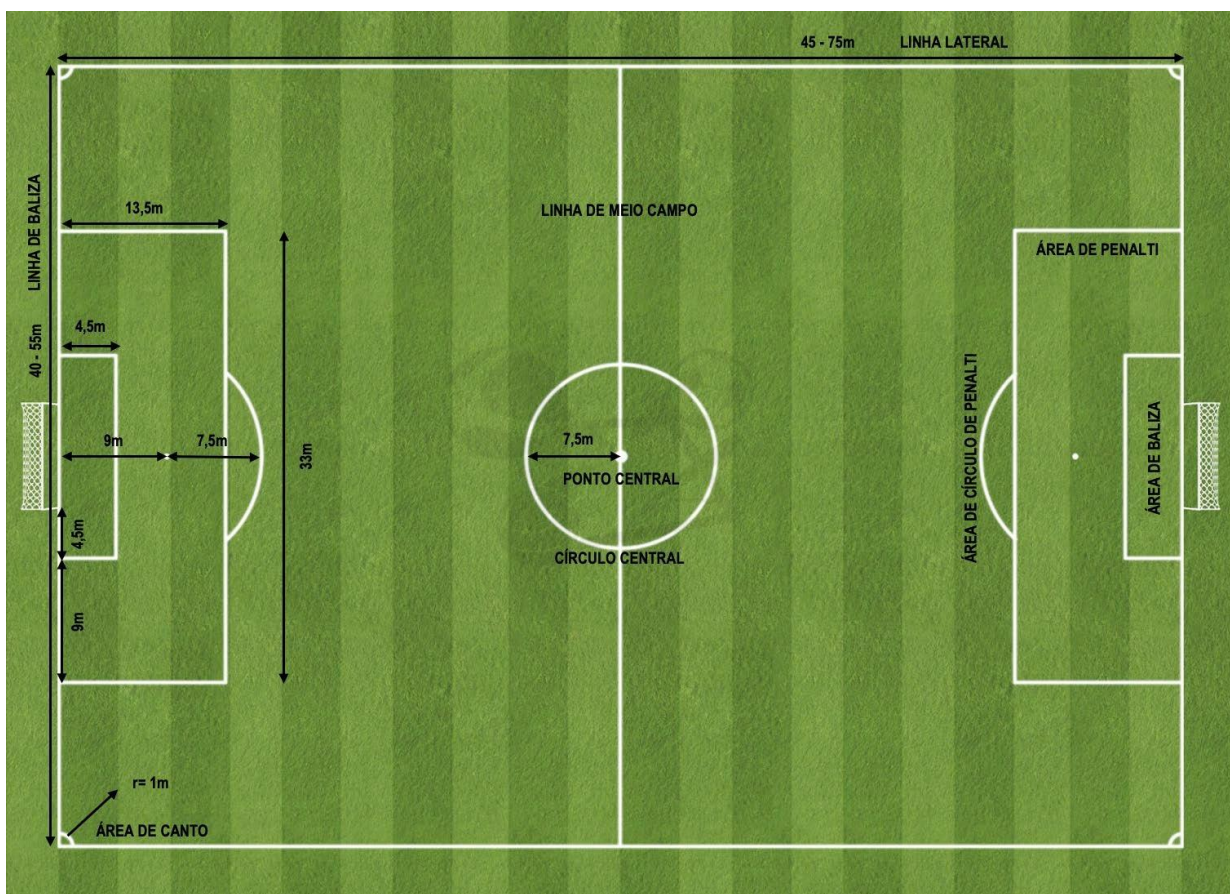 45 - 75m LINHA LATERAL
LINHA DE BALIZA
40 - 55m
13,5m
LINHA DE MEIO CAMPO
ÁREA DE PENALTI
4,5m
9m
7,5m
33m
7,5m
PONTO CENTRAL
ÁREA DE CÍRCULO DE PENALTI
ÁREA DE BALIZA
4,5m
CÍRCULO CENTRAL
9m
r= 1m
ÁREA DE CANTO